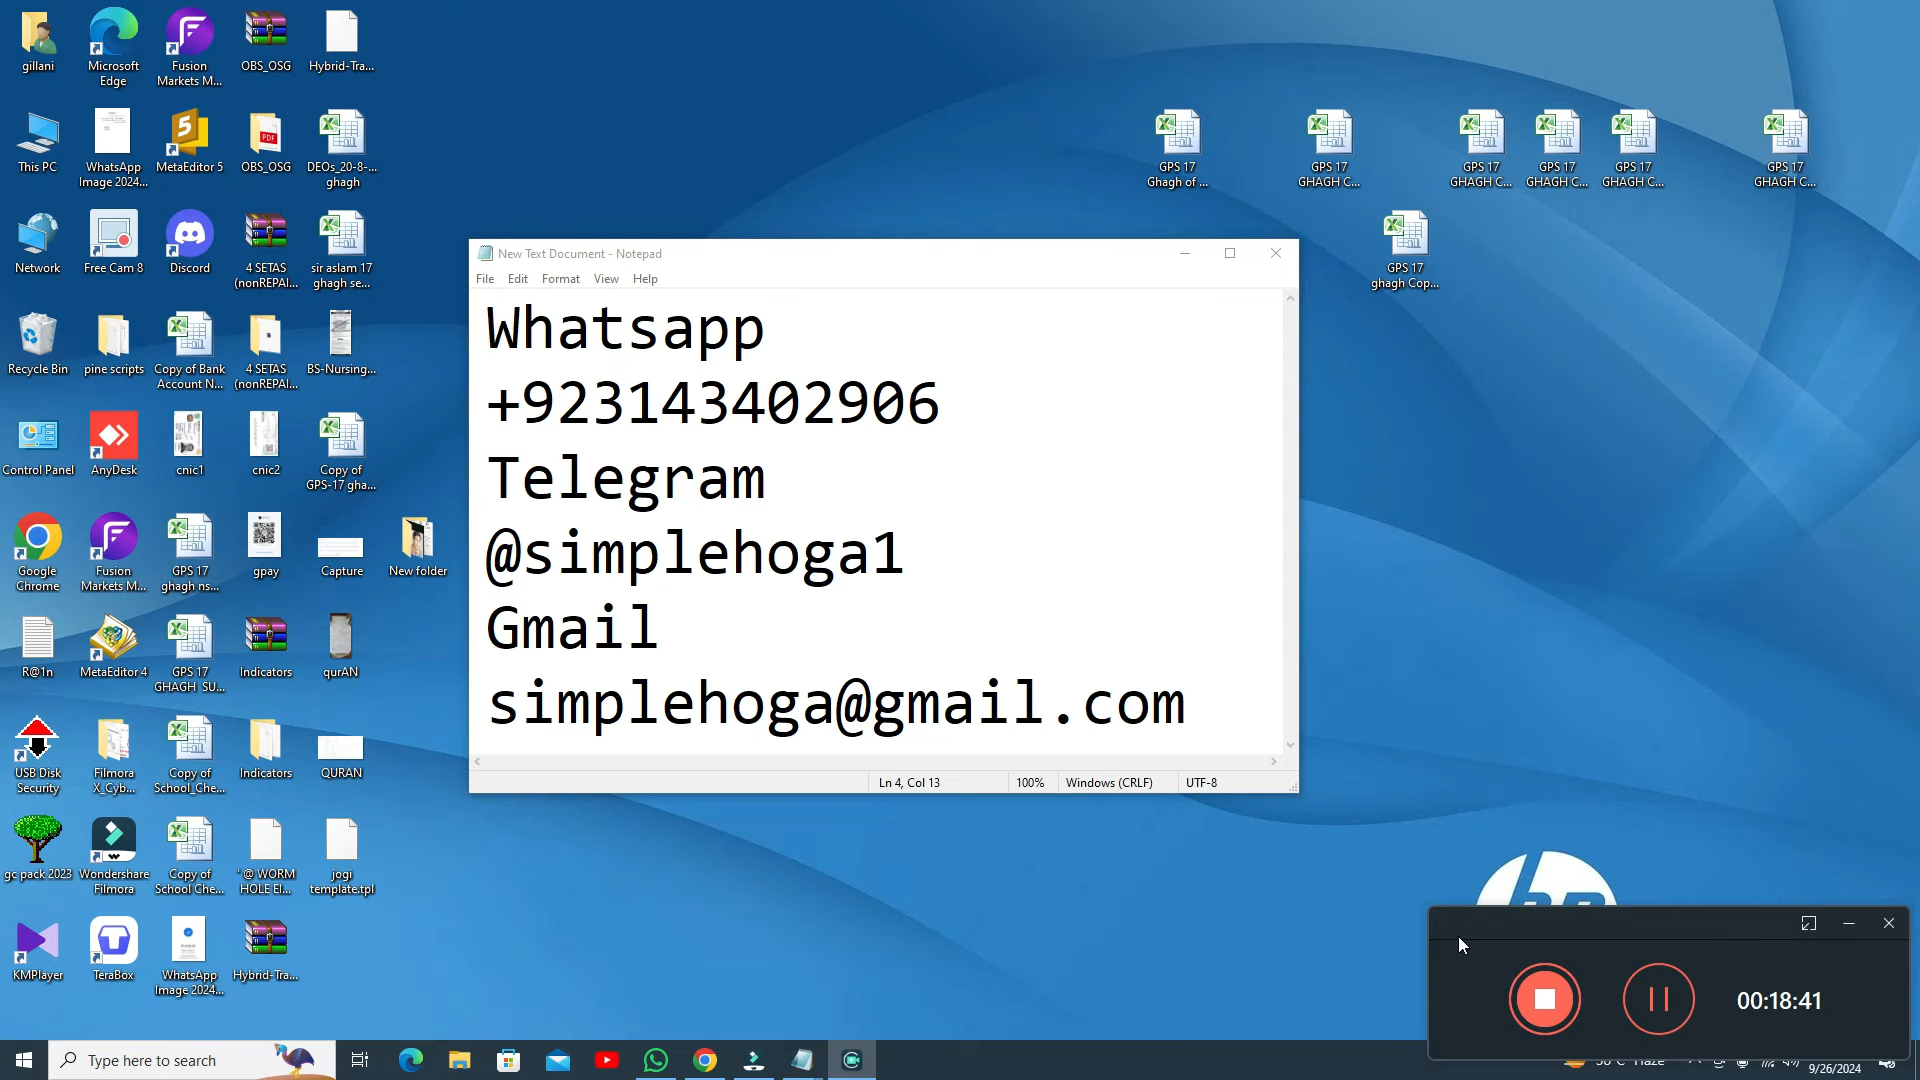 gillani
Microsoft
Edge
Fusion
Markets M...
OBS_OSG
Hybrid-Tra...
This PC
WhatsApp
Image 2024...
MetaEditor 5
OBS_OSG
DEOs_20-8-...
ghagh
Network
Free Cam 8
Discord
4 SETAS
(nonREPAI...
sir aslam 17
ghagh se...
Recycle Bin
pine scripts
Copy of Bank
Account N...
4 SETAS
(nonREPAI...
BS-Nursing...
Control Panel
AnyDesk
cnic1
cnic2
Copy of
GPS-17 gha...
Google
Chrome
Fusion
Markets M...
GPS 17
ghagh ns...
gpay
Capture
New folder
R@1n
MetaEditor 4
GPS 17
GHAGH SU...
Indicators
qurAN
USB Disk
Security
Filmora
X_Cyb...
Copy of
School_Che...
Indicators
QURAN
gc pack 2023
Wondershare
Filmora
Copy of
School Che...
' @ WORM
HOLE EI...
jogi
template.tpl
KMPlayer
TeraBox
WhatsApp
Image 2024...
Hybrid-Tra...
GPS 17
Ghagh of ...
GPS 17
GHAGH C...
GPS 17
GHAGH C...
GPS 17
GHAGH C...
GPS 17
GHAGH C...
GPS 17
GHAGH C...
GPS 17
ghagh Cop...
New Text Document - Notepad
File Edit Format View Help
Whatsapp
+923143402906
Telegram
@simplehoga1
Gmail
simplehoga@gmail.com
Ln 4, Col 13 100% Windows (CRLF) UTF-8
00:18:41
Type here to search
Haze
9/26/2024